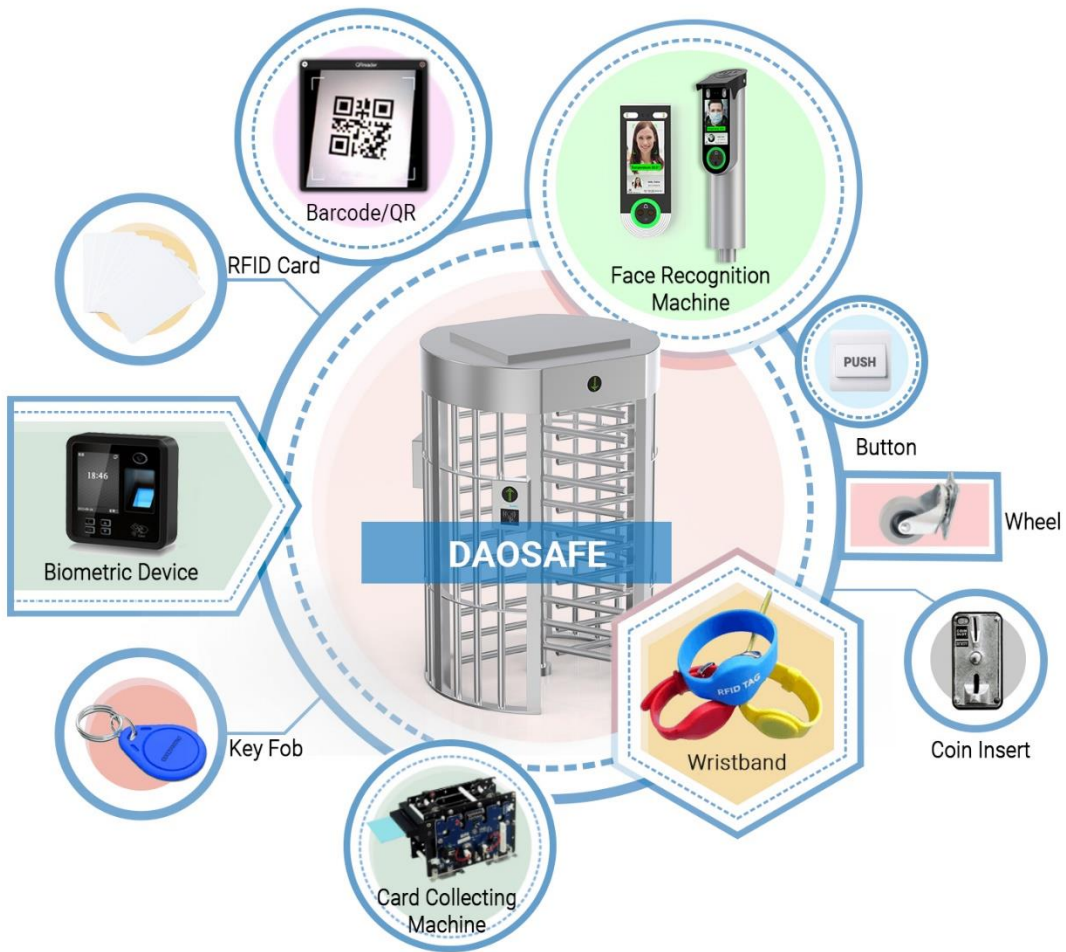 QReader
Barcode/QR
Face Recognition
Machine
RFID Card
PUSH
Button
18:46
Biometric Device
Wheel
DAOSAFE
RFID TAG
Wristband
Coin Insert
Key Fob
Card Collecting
Machine